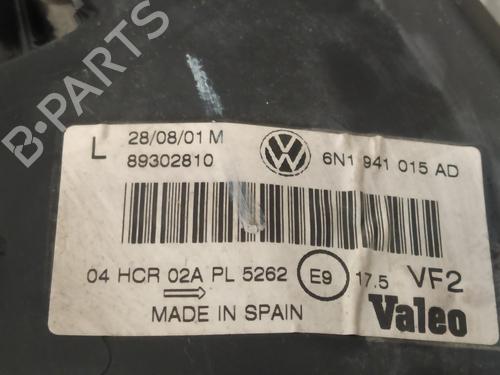 B-PARTS
L
28/08/01 M
89302810
6N1 941 015 AD
04 HCR 02A PL 5262 E9 17.5 VF2
MADE IN SPAIN
Valeo